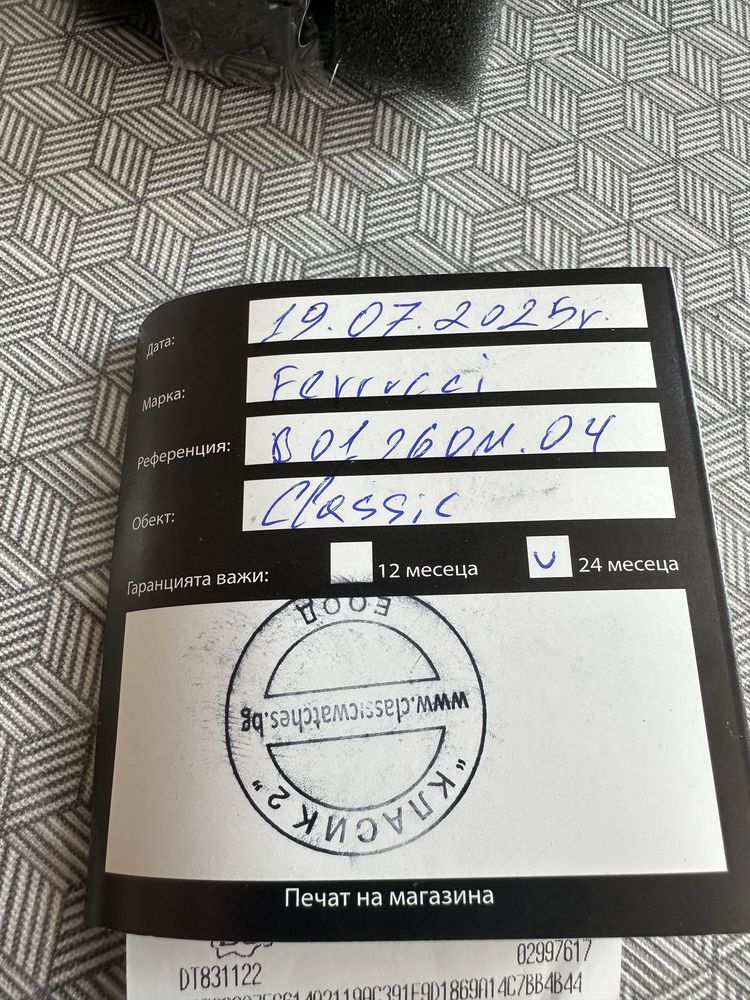 Дата: 19.07.2025г.
Марка: Ferrucci
Референция: B01.260M.04
Обект: Classic
Гаранцията важи: 12 месеца 24 месеца
ЕООД
www.classicwatches.bg
"КЛАСИК 2"
Печат на магазина
02997617
DT831122